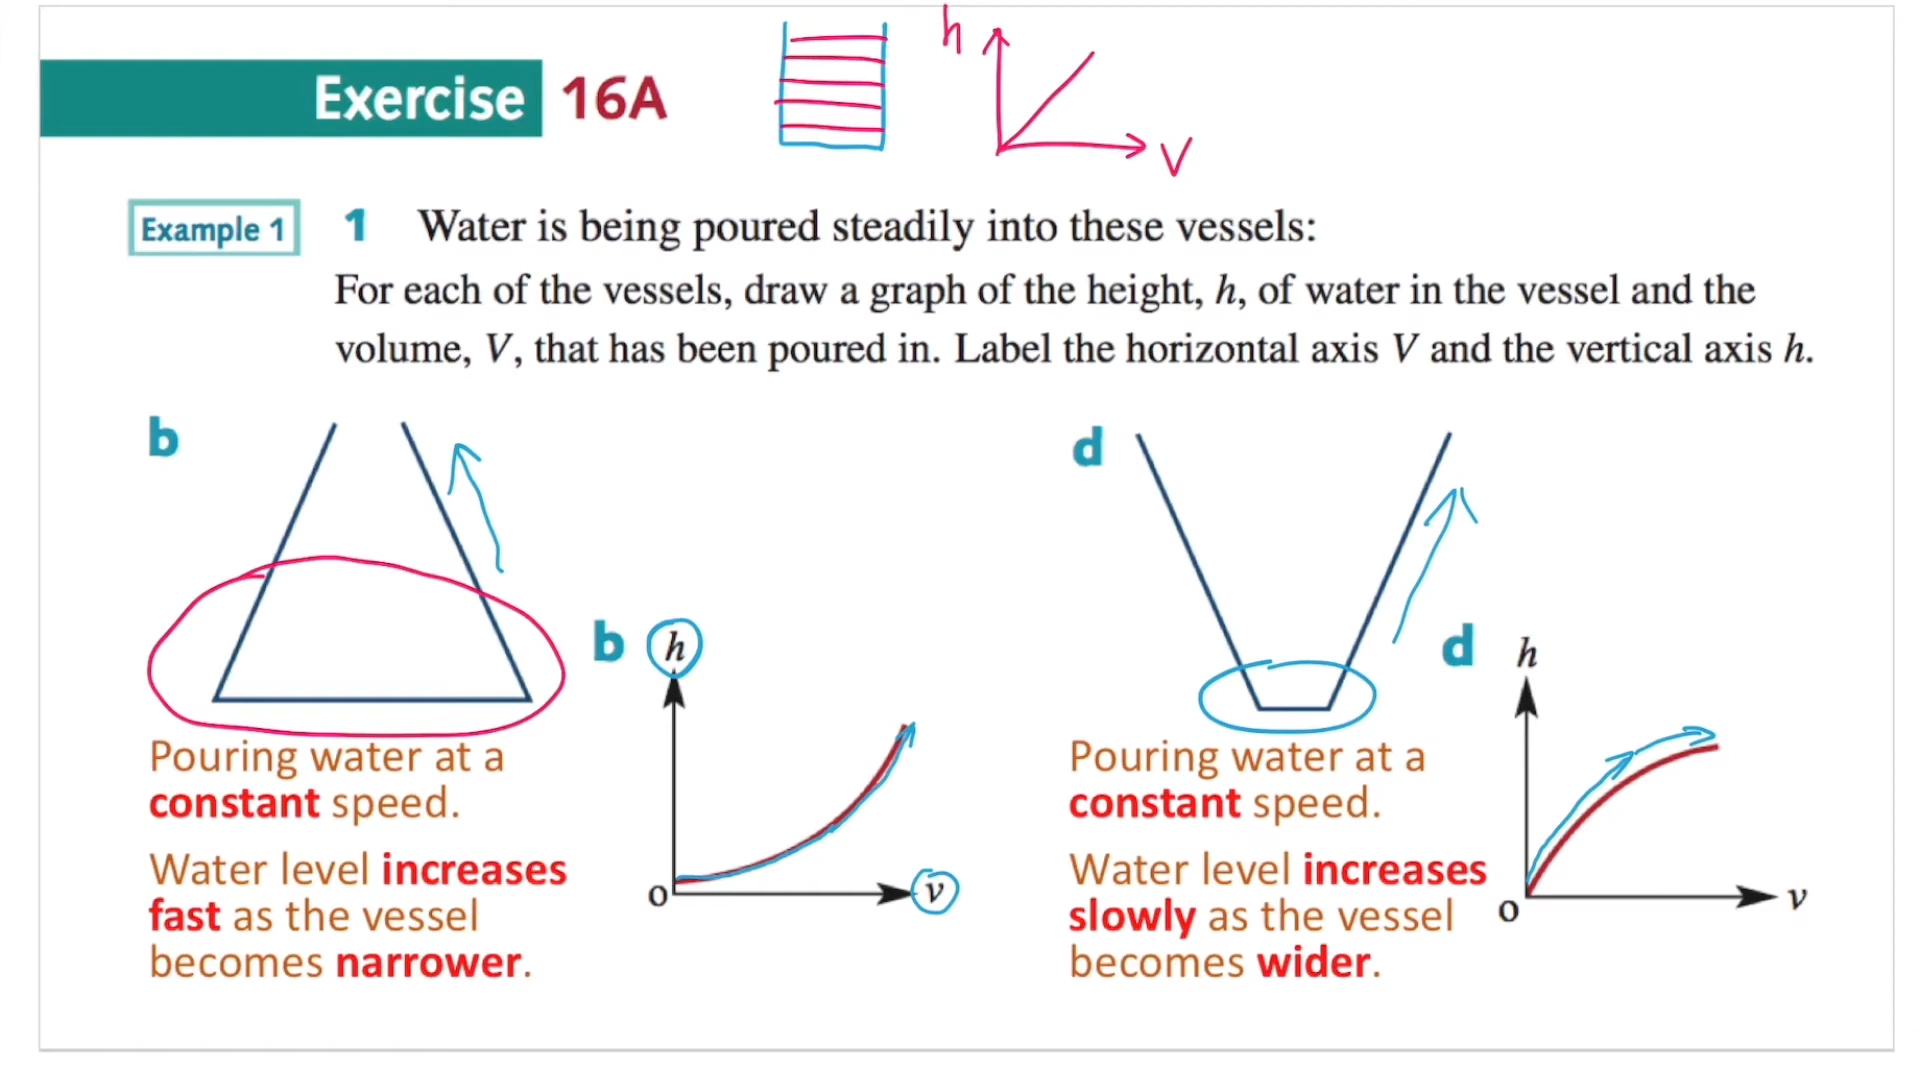 Exercise 16A
h
V
Example 1 1 Water is being poured steadily into these vessels:
For each of the vessels, draw a graph of the height, h, of water in the vessel and the
volume, V, that has been poured in. Label the horizontal axis V and the vertical axis h.
b
d
b h
d h
Pouring water at a
constant speed.
Water level increases
fast as the vessel
becomes narrower.
O
v
Pouring water at a
constant speed.
Water level increases
slowly as the vessel
becomes wider.
O
v